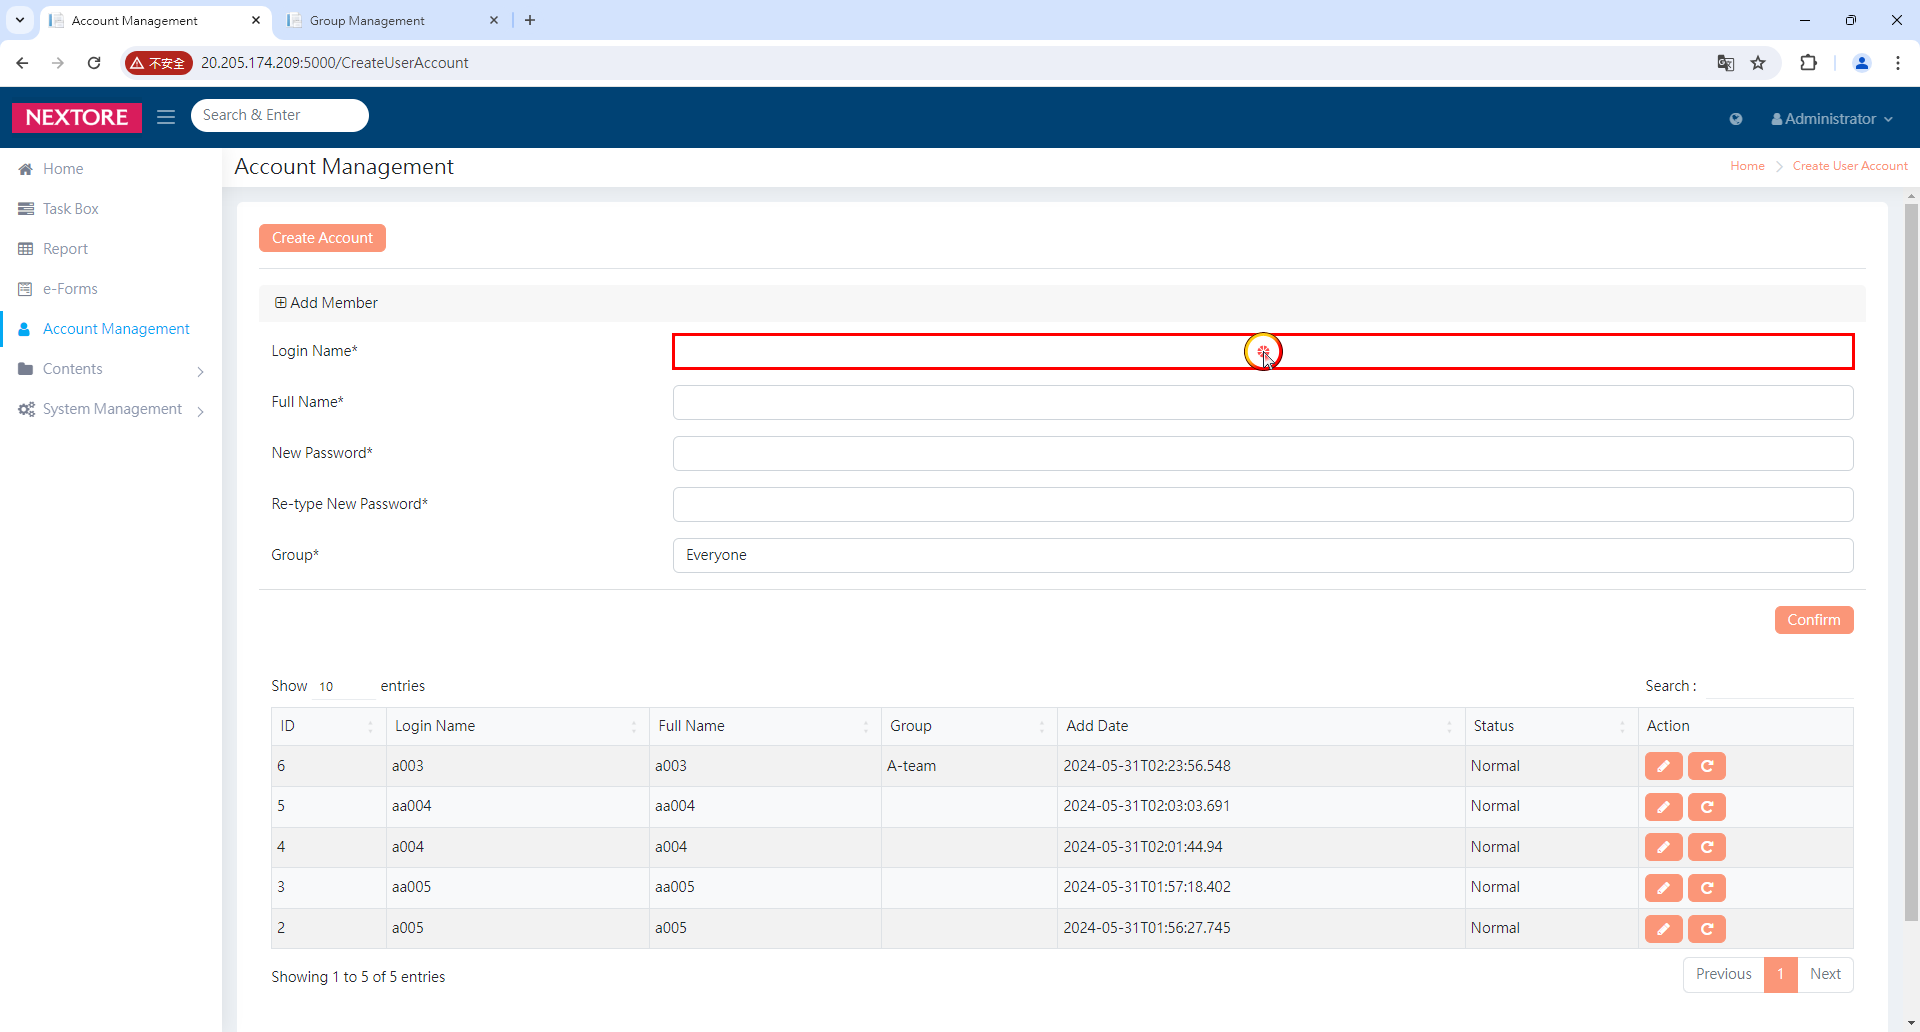 Account Management
Group Management
不安全
20.205.174.209:5000/CreateUserAccount
NEXTORE
Search & Enter
Administrator
Home
Task Box
Report
e-Forms
Account Management
Contents
System Management
Account Management
Home
Create User Account
Create Account
Add Member
Login Name*
Full Name*
New Password*
Re-type New Password*
Group*
Everyone
Confirm
Show 10 entries
Search :
ID Login Name Full Name Group Add Date Status Action
6 a003 a003 A-team 2024-05-31T02:23:56.548 Normal
5 aa004 aa004 2024-05-31T02:03:03.691 Normal
4 a004 a004 2024-05-31T02:01:44.94 Normal
3 aa005 aa005 2024-05-31T01:57:18.402 Normal
2 a005 a005 2024-05-31T01:56:27.745 Normal
Showing 1 to 5 of 5 entries
Previous 1 Next